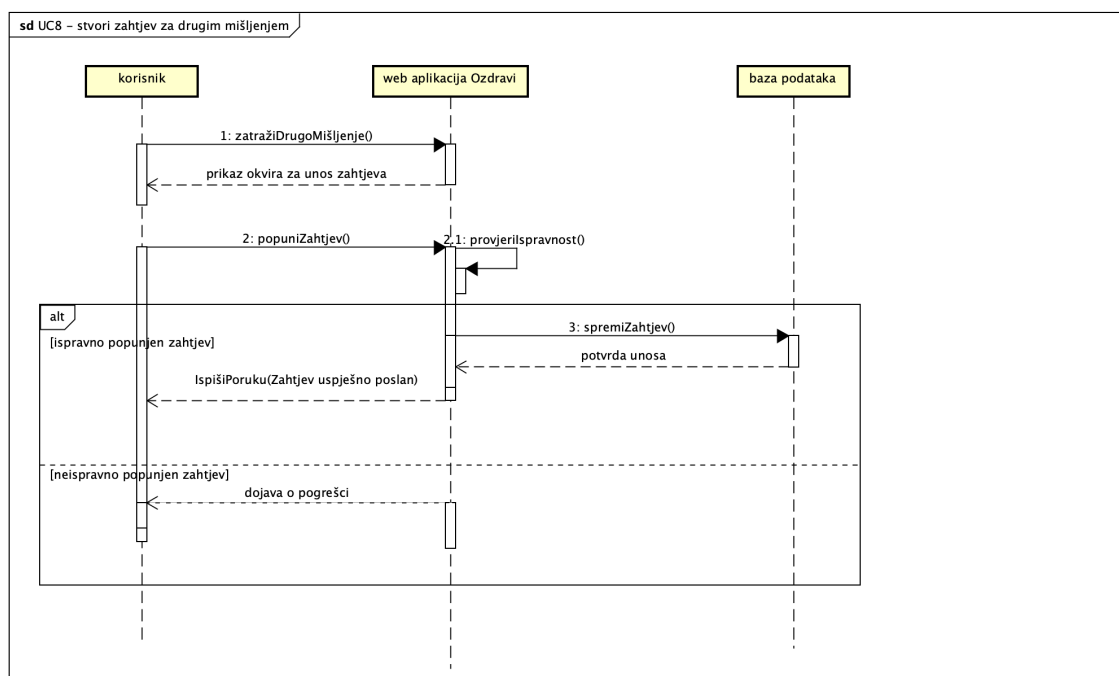 sd UC8 – stvori zahtjev za drugim mišljenjem
korisnik
web aplikacija Ozdravi
baza podataka
1: zatražiDrugoMišljenje()
prikaz okvira za unos zahtjeva
2: popuniZahtjev()
2.1: provjeriIspravnost()
alt
[ispravno popunjen zahtjev]
3: spremiZahtjev()
potvrda unosa
IspišiPoruku(Zahtjev uspješno poslan)
[neispravno popunjen zahtjev]
dojava o pogrešci